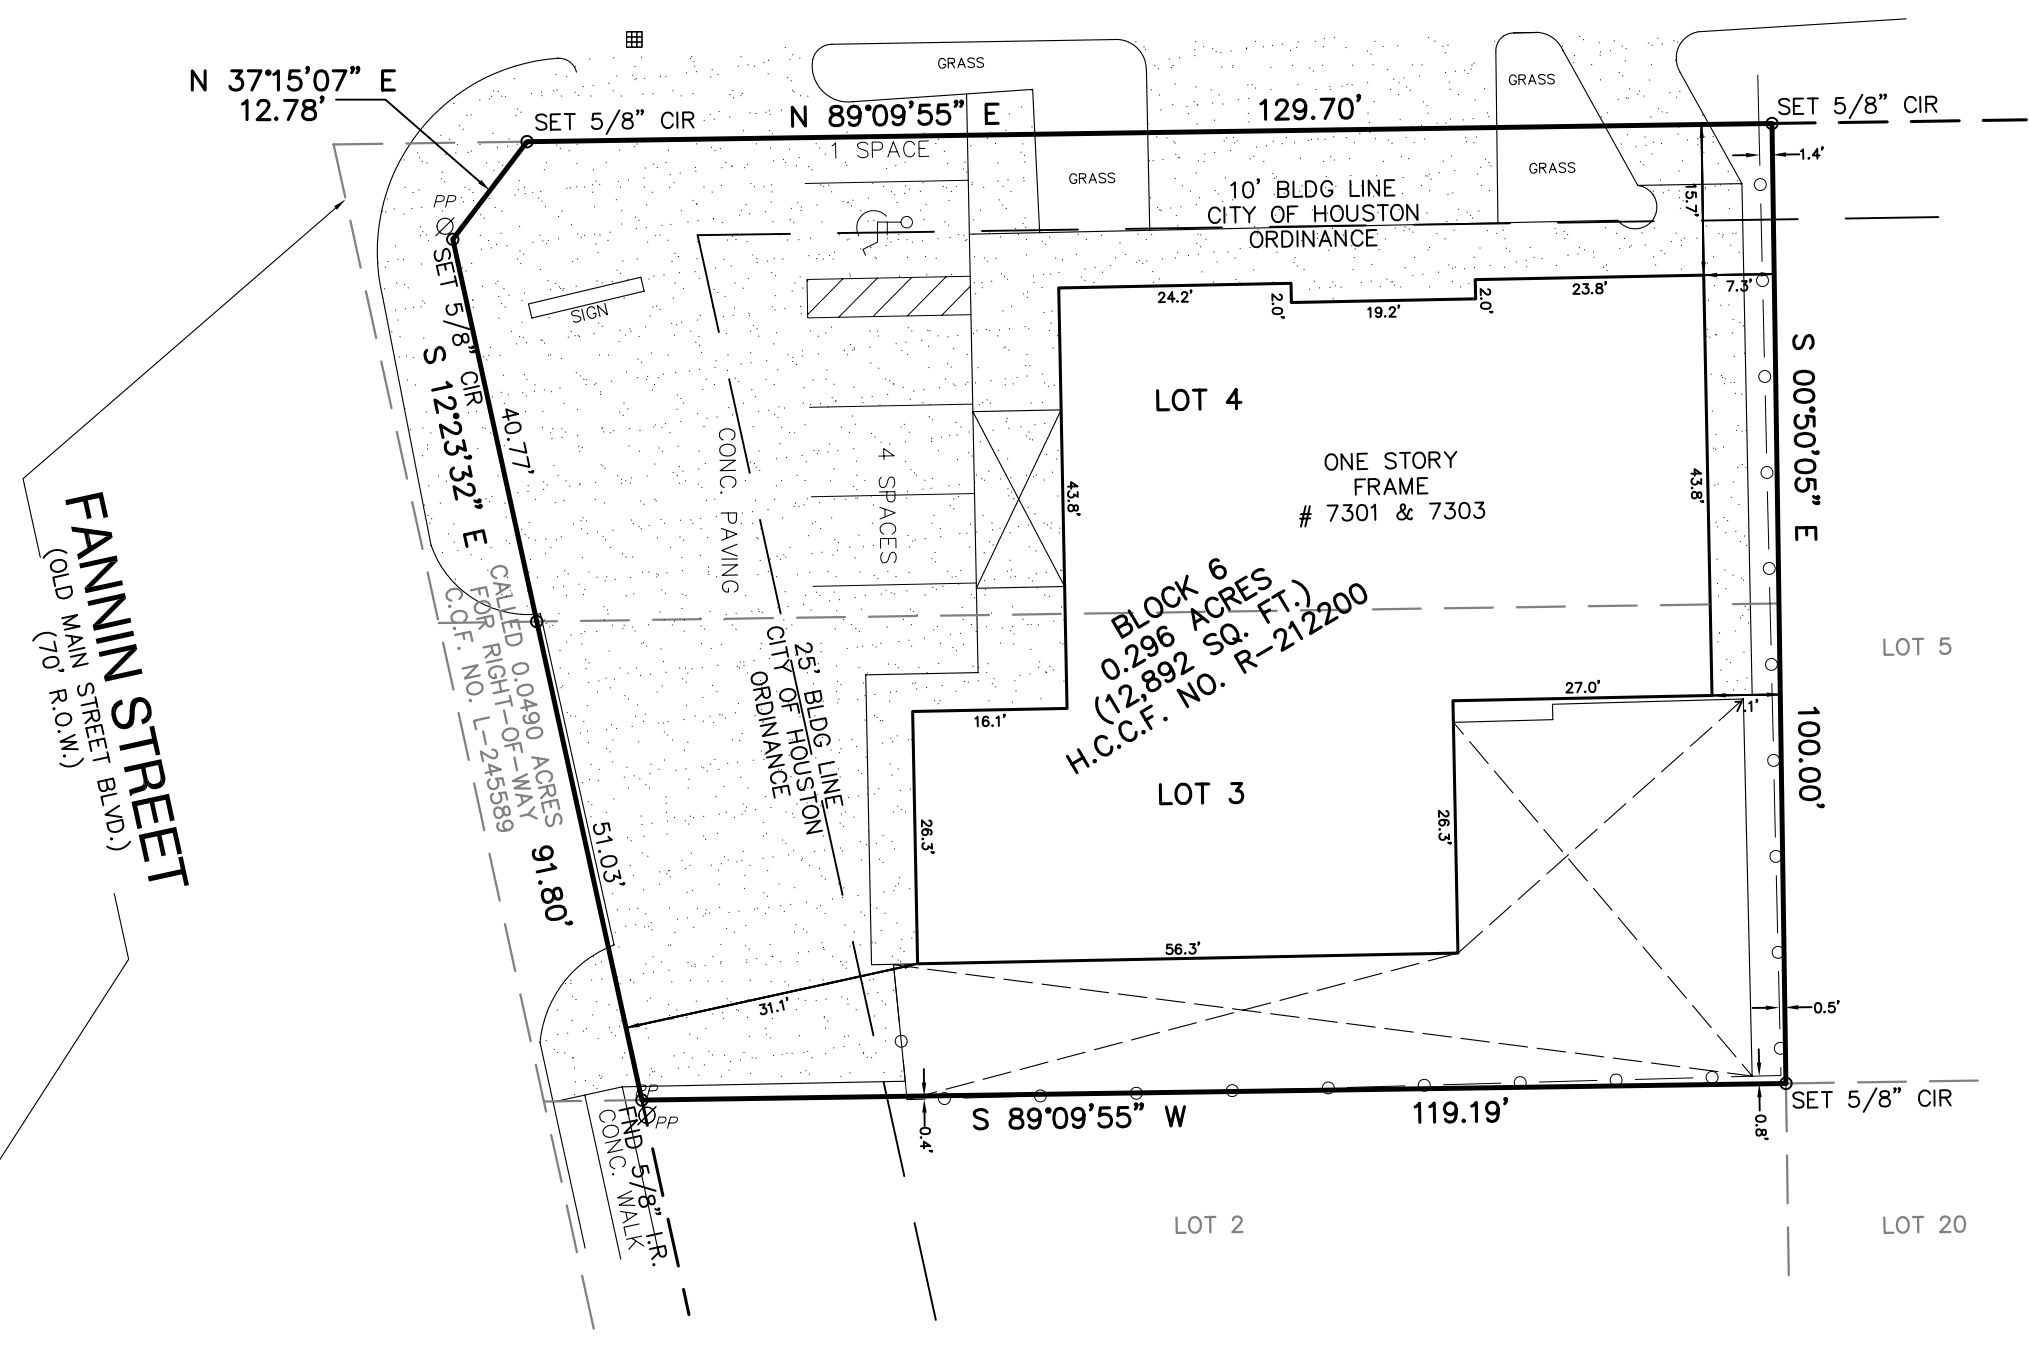 N 37°15'07" E
12.78'
SET 5/8" CIR
N 89°09'55" E
129.70'
SET 5/8" CIR
GRASS
GRASS
GRASS
GRASS
1 SPACE
1.4'
15.7'
7.3'
10' BLDG LINE
CITY OF HOUSTON
ORDINANCE
PP
SET 5/8" CIR
SIGN
S 12°23'32" E
91.80'
40.77'
51.03'
CONC. PAVING
4 SPACES
24.2'
2.0'
19.2'
2.0'
23.8'
LOT 4
43.8'
43.8'
ONE STORY
FRAME
# 7301 & 7303
S 00°50'05" E
100.00'
FANNIN STREET
(OLD MAIN STREET BLVD.)
(70' R.O.W.)
CALLED 0.0490 ACRES
FOR RIGHT-OF-WAY
C.C.F. NO. L-245589
25' BLDG LINE
CITY OF HOUSTON
ORDINANCE
BLOCK 6
0.296 ACRES
(12,892 SQ. FT.)
H.C.C.F. NO. R-212200
LOT 5
27.0'
7.1'
16.1'
LOT 3
26.3'
26.3'
56.3'
31.1'
0.5'
PP
PP
FND 5/8" I.R.
CONC. WALK
S 89°09'55" W
119.19'
0.4'
0.8'
SET 5/8" CIR
LOT 2
LOT 20